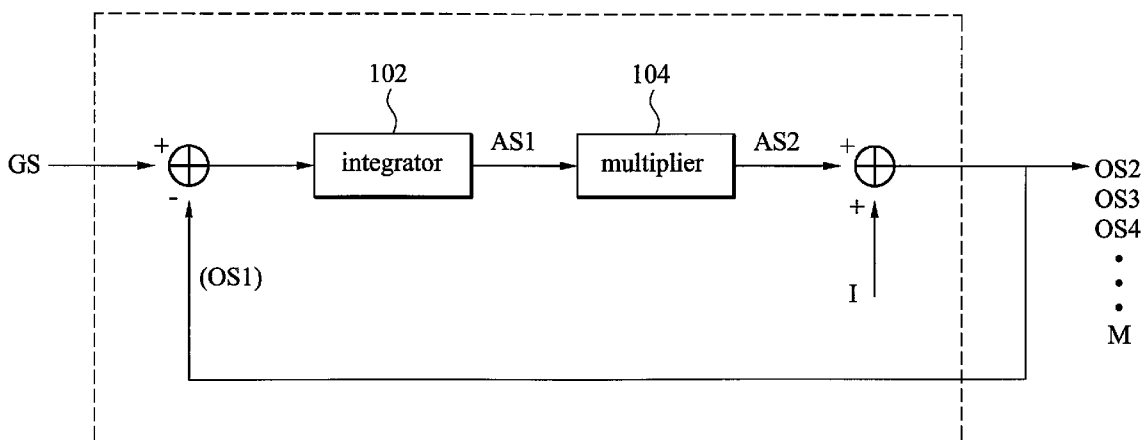 102
104
+
GS
integrator
AS1
multiplier
AS2
+
-
+
(OS1)
I
OS2
OS3
OS4
M